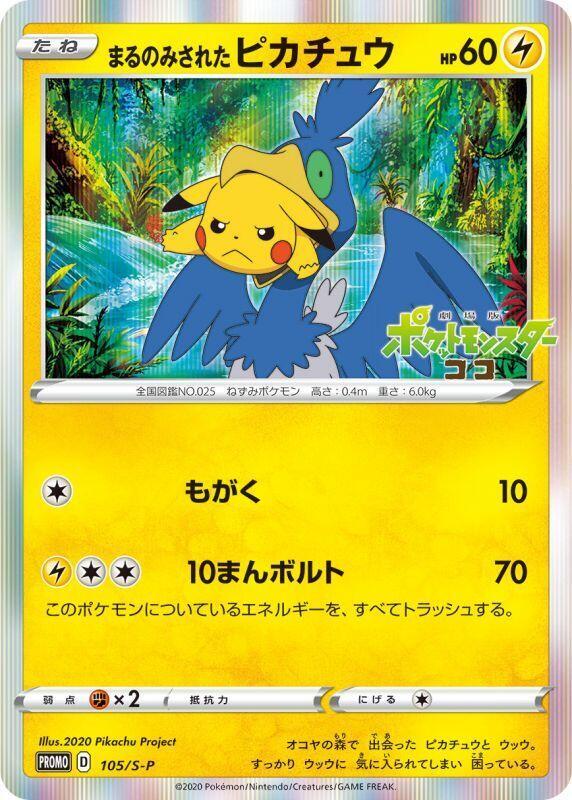 たね まるのみされたピカチュウ HP60
劇場版
ポケットモンスター
ココ
全国図鑑NO.025 ねずみポケモン 高さ:0.4m 重さ:6.0kg
もがく 10
10まんボルト 70
このポケモンについているエネルギーを、すべてトラッシュする。
弱点 ×2 抵抗力 にげる
Illus.2020 Pikachu Project
PROMO D 105/S-P
オコヤの森で 出会った ピカチュウと ウッウ。
すっかり ウッウに 気に入られてしまい 困っている。
©2020 Pokémon/Nintendo/Creatures/GAME FREAK.